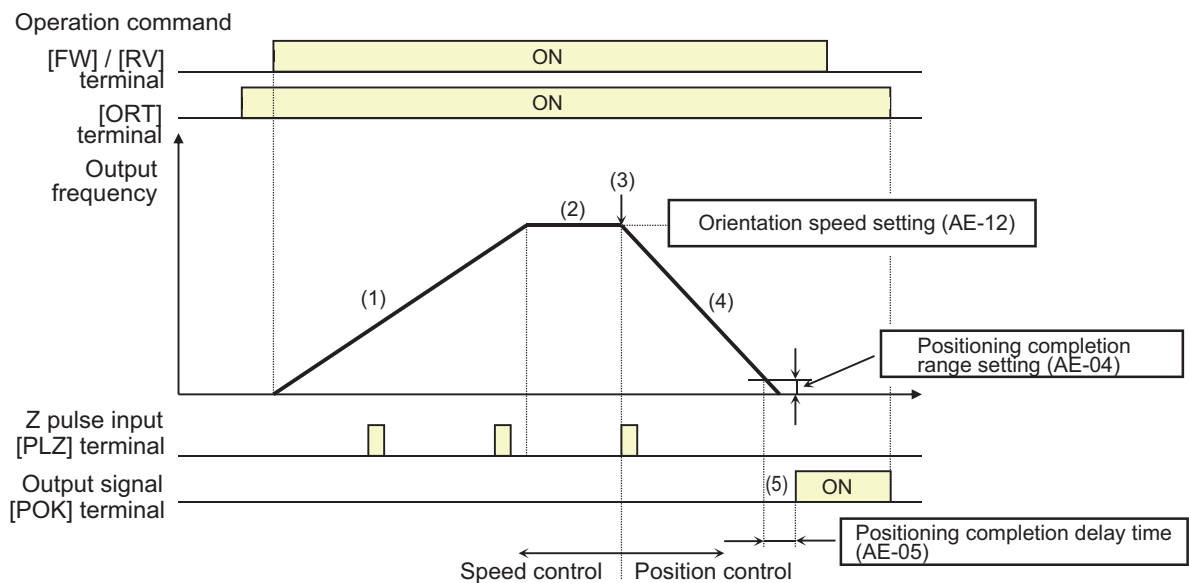 Operation command
[FW] / [RV]
terminal
ON
[ORT]
terminal
ON
Output
frequency
(1)
(2)
(3)
Orientation speed setting (AE-12)
(4)
Positioning completion
range setting (AE-04)
Z pulse input
[PLZ] terminal
Output signal
[POK] terminal
(5)
ON
Positioning completion delay time
(AE-05)
Speed control
Position control